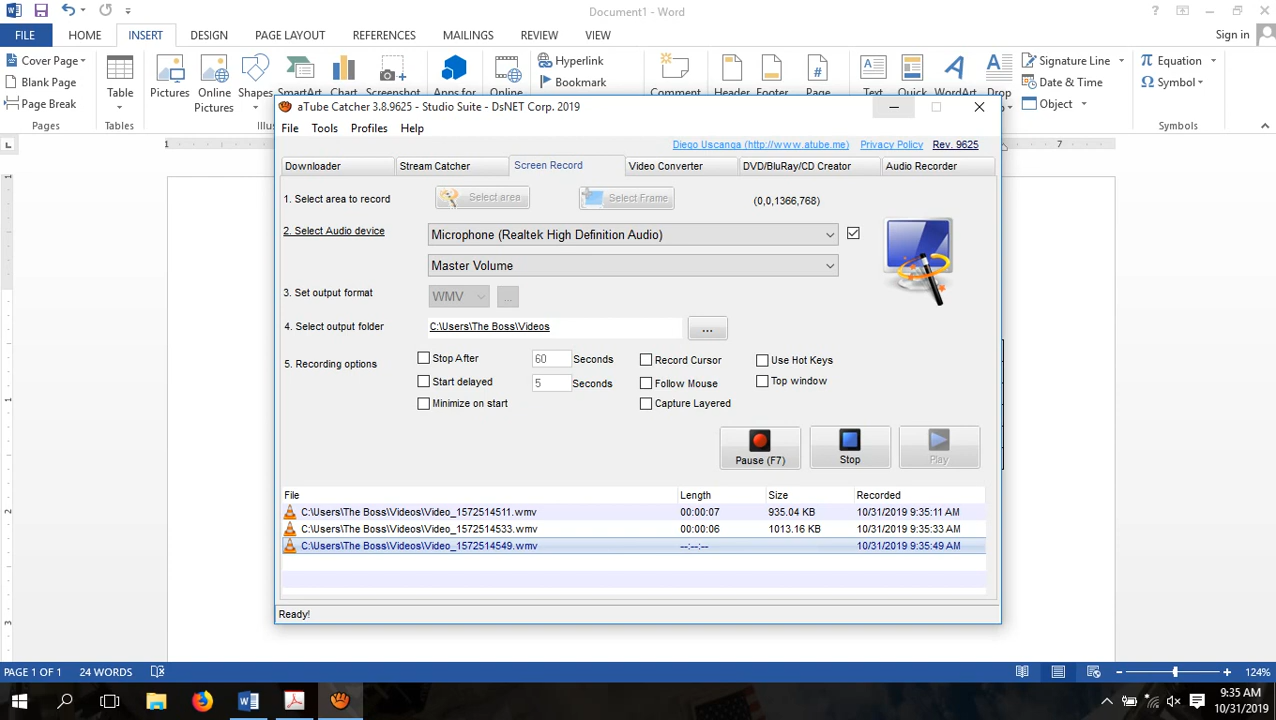 Document1 - Word
FILE HOME INSERT DESIGN PAGE LAYOUT REFERENCES MAILINGS REVIEW VIEW Sign in
Cover Page
Blank Page
Page Break
Pages
Table
Tables
Pictures
Online Pictures
Shapes
SmartArt
Chart
Screenshot
Apps for
Online
Hyperlink
Bookmark
Comment
Header
Footer
Page
Text
Quick
WordArt
Drop
Signature Line
Date & Time
Object
Equation
Symbol
Symbols
1
7
aTube Catcher 3.8.9625 - Studio Suite - DsNET Corp. 2019
File Tools Profiles Help
Diego Uscanga (http://www.atube.me) Privacy Policy Rev. 9625
Downloader Stream Catcher Screen Record Video Converter DVD/BluRay/CD Creator Audio Recorder
1. Select area to record Select area Select Frame (0,0,1366,768)
2. Select Audio device Microphone (Realtek High Definition Audio)
Master Volume
3. Set output format WMV ...
4. Select output folder C:\Users\The Boss\Videos ...
5. Recording options
Stop After 60 Seconds Record Cursor Use Hot Keys
Start delayed 5 Seconds Follow Mouse Top window
Minimize on start Capture Layered
Pause (F7) Stop Play
File Length Size Recorded
C:\Users\The Boss\Videos\Video_1572514511.wmv 00:00:07 935.04 KB 10/31/2019 9:35:11 AM
C:\Users\The Boss\Videos\Video_1572514533.wmv 00:00:06 1013.16 KB 10/31/2019 9:35:33 AM
C:\Users\The Boss\Videos\Video_1572514549.wmv --:--:-- 10/31/2019 9:35:49 AM
Ready!
1
1
2
3
PAGE 1 OF 1 24 WORDS 124%
9:35 AM
10/31/2019